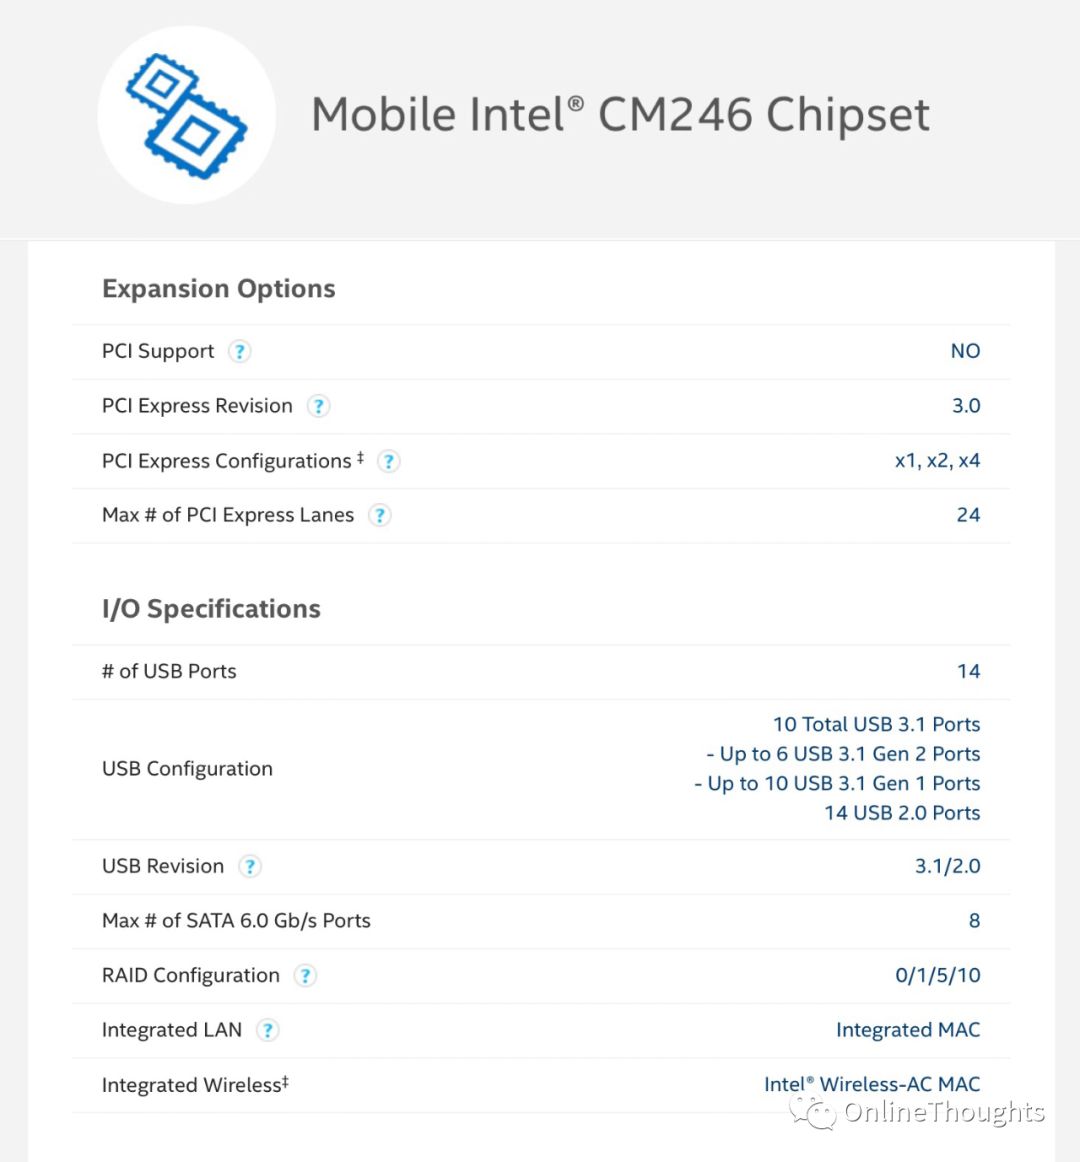 Mobile Intel® CM246 Chipset
Expansion Options
PCI Support ? NO
PCI Express Revision ? 3.0
PCI Express Configurations ‡ ? x1, x2, x4
Max # of PCI Express Lanes ? 24
I/O Specifications
# of USB Ports 14
USB Configuration
10 Total USB 3.1 Ports
- Up to 6 USB 3.1 Gen 2 Ports
- Up to 10 USB 3.1 Gen 1 Ports
14 USB 2.0 Ports
USB Revision ? 3.1/2.0
Max # of SATA 6.0 Gb/s Ports 8
RAID Configuration ? 0/1/5/10
Integrated LAN ? Integrated MAC
Integrated Wireless‡ Intel® Wireless-AC MAC
OnlineThoughts